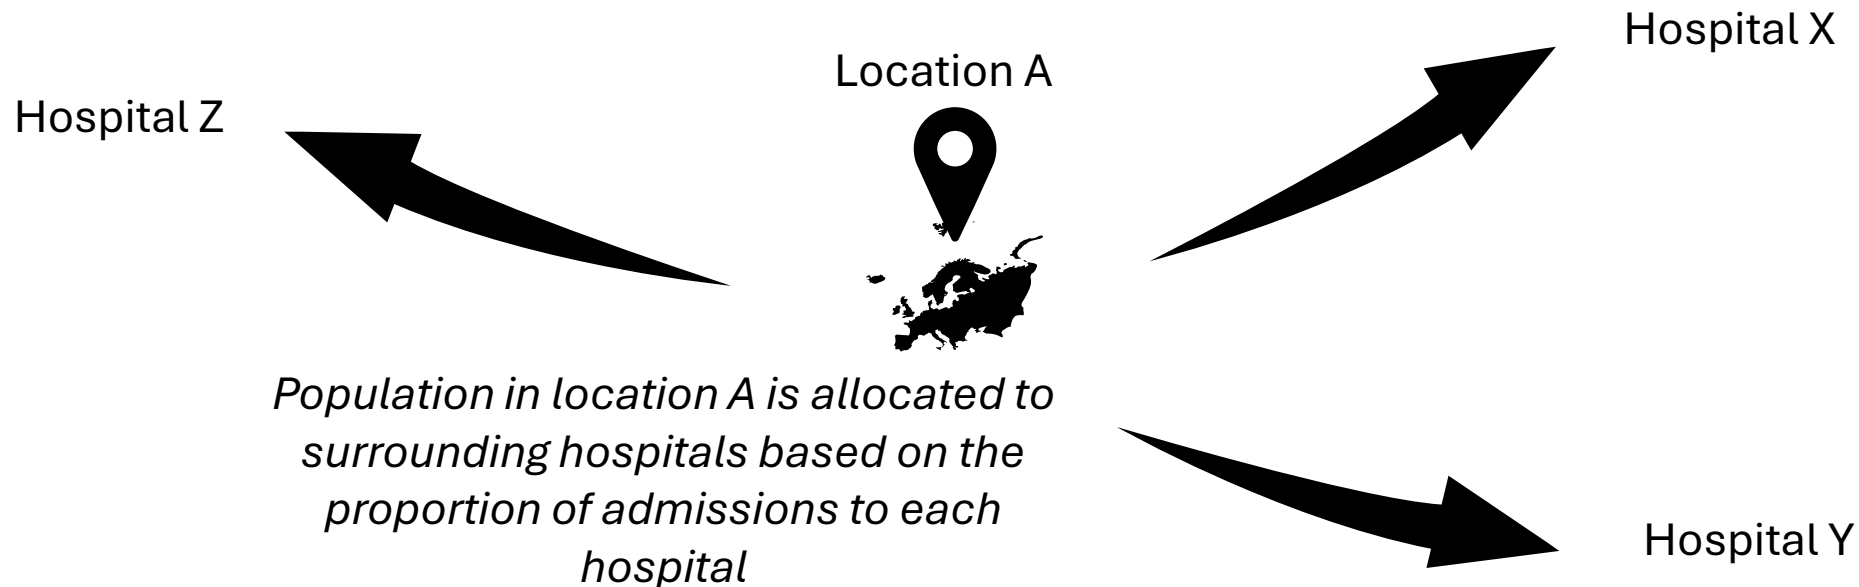 Hospital X
Location A
Hospital Z
Population in location A is allocated to
surrounding hospitals based on the
proportion of admissions to each
hospital
Hospital Y